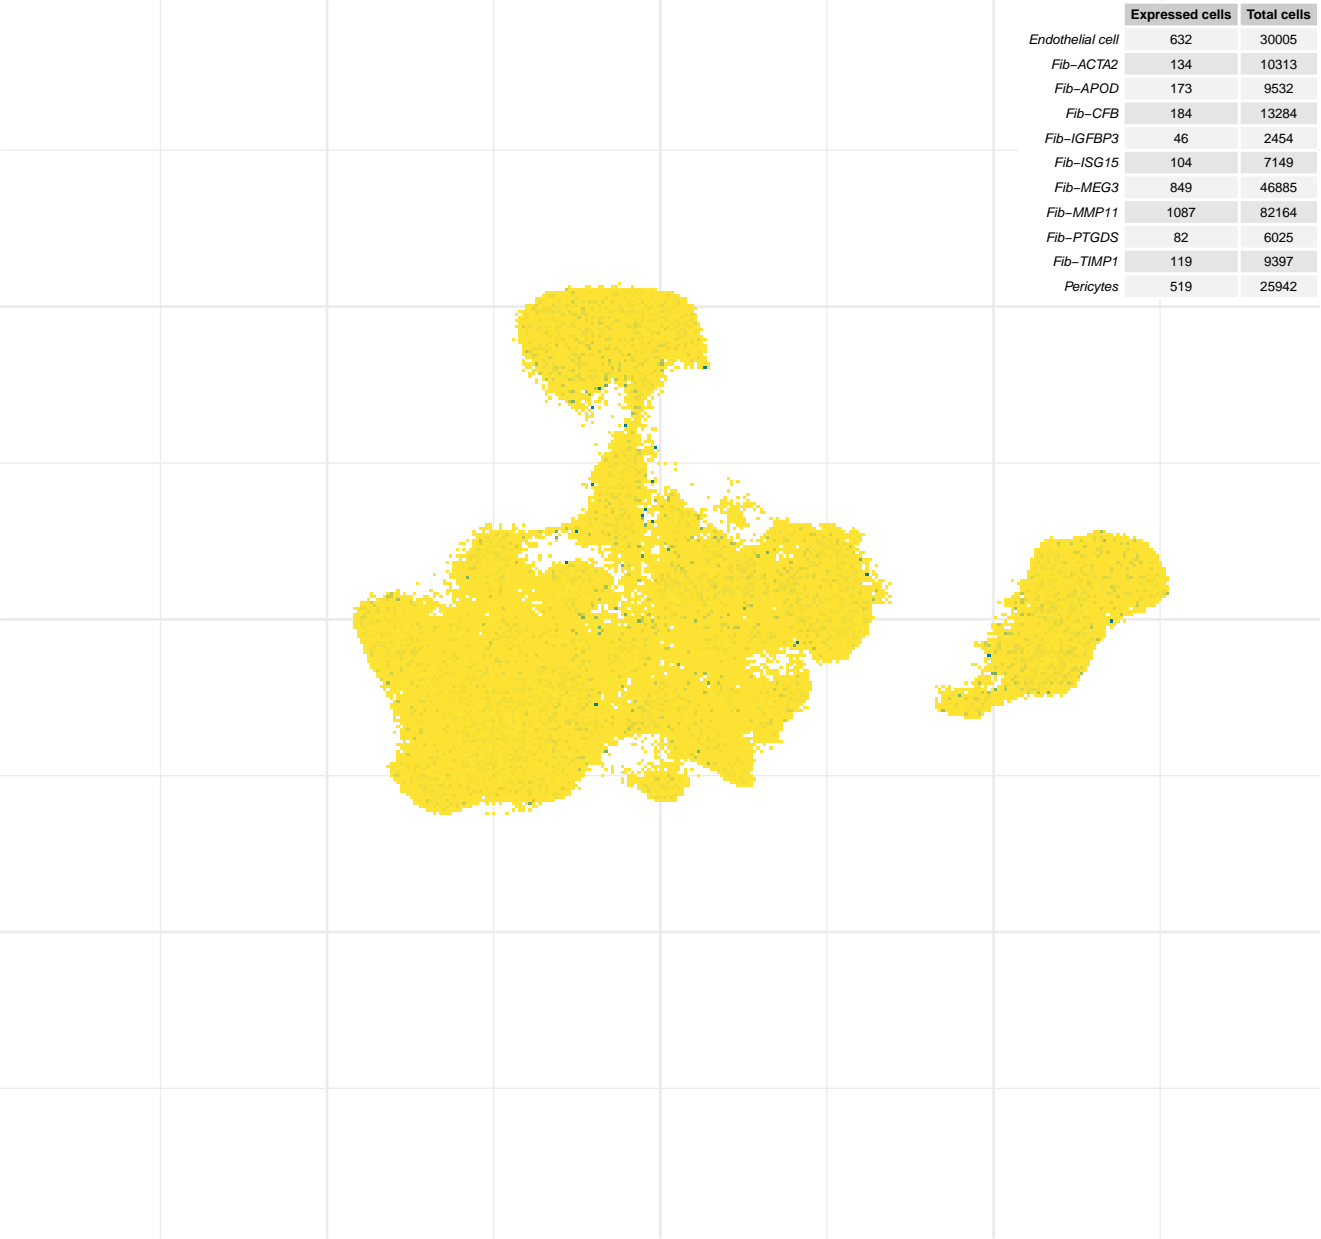 Expressed cells Total cells
Endothelial cell 632 30005
Fib−ACTA2 134 10313
Fib−APOD 173 9532
Fib−CFB 184 13284
Fib−IGFBP3 46 2454
Fib−ISG15 104 7149
Fib−MEG3 849 46885
Fib−MMP11 1087 82164
Fib−PTGDS 82 6025
Fib−TIMP1 119 9397
Pericytes 519 25942